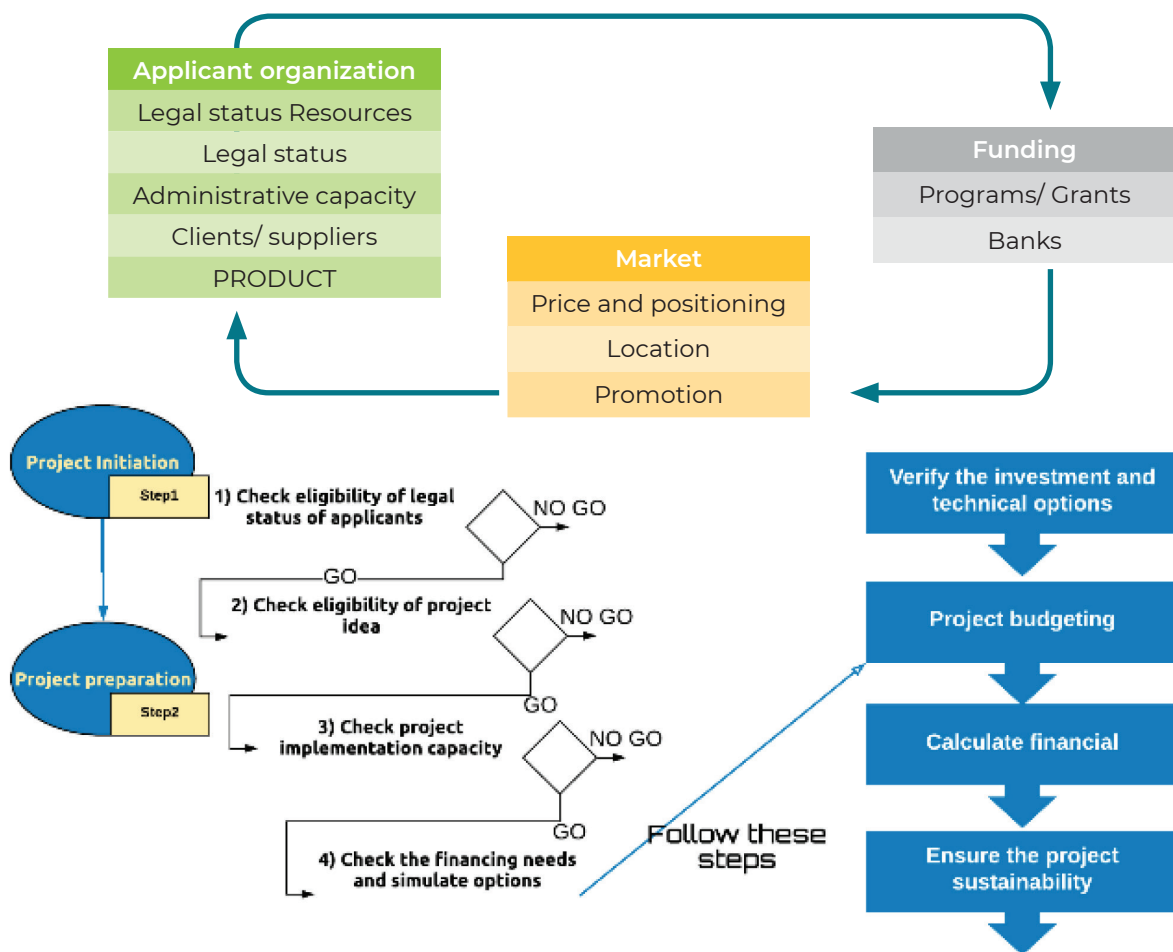 Applicant organization
Legal status Resources
Legal status
Administrative capacity
Clients/ suppliers
PRODUCT
Funding
Programs/ Grants
Banks
Market
Price and positioning
Location
Promotion
Project Initiation
Step1
1) Check eligibility of legal
status of applicants
NO GO
GO
2) Check eligibility of project
idea
NO GO
GO
Project preparation
Step2
3) Check project
implementation capacity
NO GO
GO
4) Check the financing needs
and simulate options
Follow these
steps
Verify the investment and
technical options
Project budgeting
Calculate financial
Ensure the project
sustainability